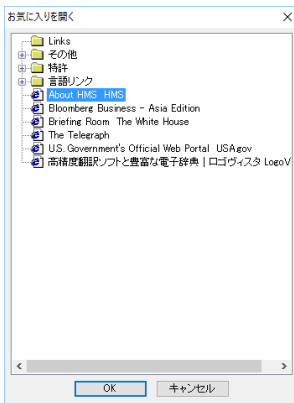 お気に入りを開く
Links
その他
特許
言語リンク
About HMS HMS
Bloomberg Business - Asia Edition
Briefing Room The White House
The Telegraph
U.S. Government's Official Web Portal USAgov
高精度翻訳ソフトと豊富な電子辞典 | ロゴヴィスタ LogoV
OK
キャンセル